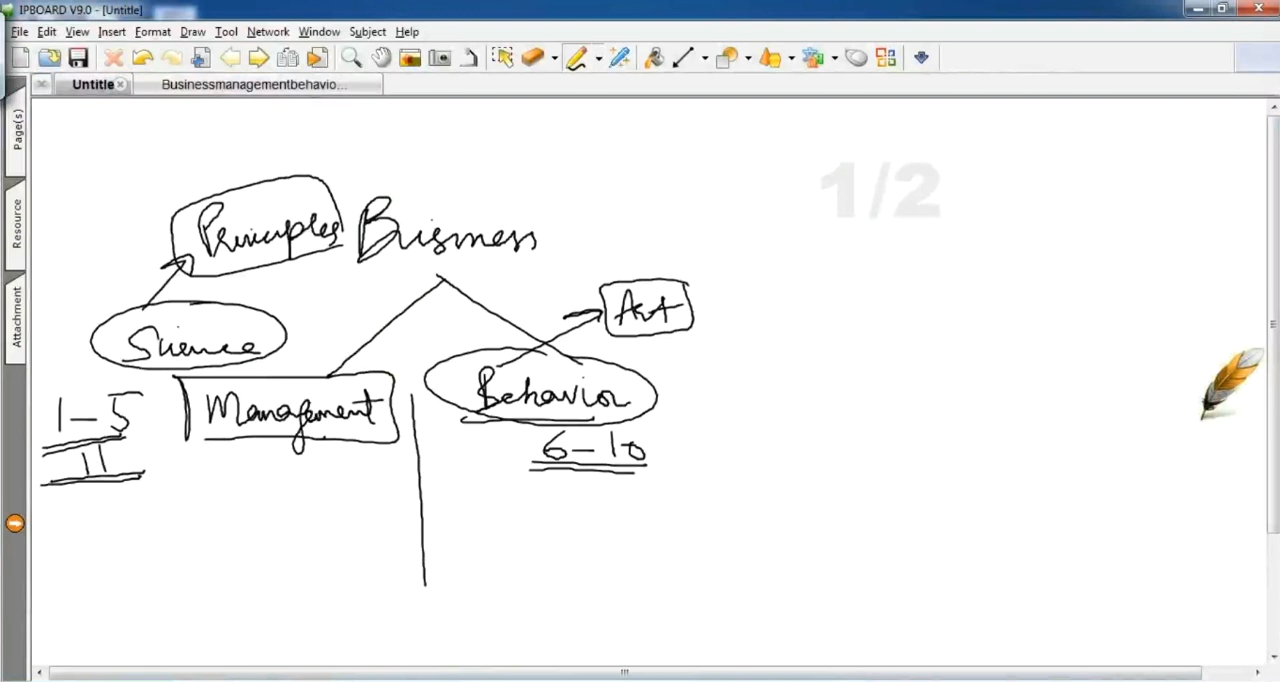 IPBOARD V9.0 - [Untitle]
File Edit View Insert Format Draw Tool Network Window Subject Help
Untitle Businessmanagementbehavio...
Page(s)
Resource
Attachment
1/2
Principles Business
Art
Science
Management Behavior
1-5
11
6-10